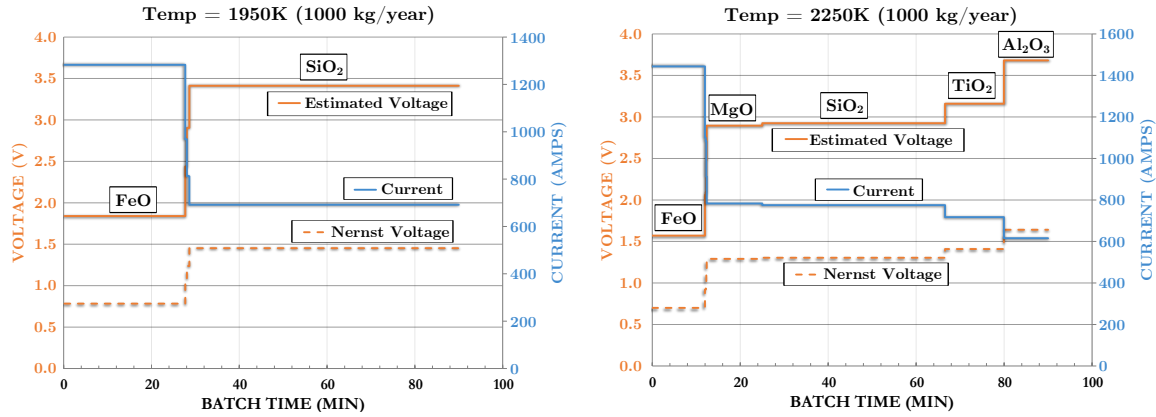 Temp = 1950K (1000 kg/year)
4.0
3.5
3.0
2.5
2.0
1.5
1.0
0.5
0.0
VOLTAGE (V)
1400
1200
1000
800
600
400
200
0
CURRENT (AMPS)
0
20
40
60
80
100
BATCH TIME (MIN)
SiO₂
Estimated Voltage
FeO
Current
Nernst Voltage
Temp = 2250K (1000 kg/year)
4.0
3.5
3.0
2.5
2.0
1.5
1.0
0.5
0.0
VOLTAGE (V)
1600
1400
1200
1000
800
600
400
200
0
CURRENT (AMPS)
0
20
40
60
80
100
BATCH TIME (MIN)
Al₂O₃
TiO₂
SiO₂
MgO
Estimated Voltage
Current
FeO
Nernst Voltage